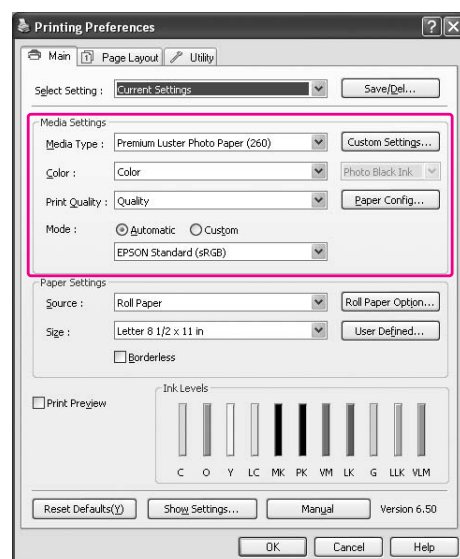 Printing Preferences
Main Page Layout Utility
Select Setting : Current Settings Save/Del...
Media Settings
Media Type : Premium Luster Photo Paper (260) Custom Settings...
Color : Color Photo Black Ink
Print Quality : Quality Paper Config...
Mode : Automatic Custom
EPSON Standard (sRGB)
Paper Settings
Source : Roll Paper Roll Paper Option...
Size : Letter 8 1/2 x 11 in User Defined...
Borderless
Print Preview Ink Levels
C O Y LC MK PK VM LK G LLK VLM
Reset Defaults(Y) Show Settings... Manual Version 6.50
OK Cancel Help